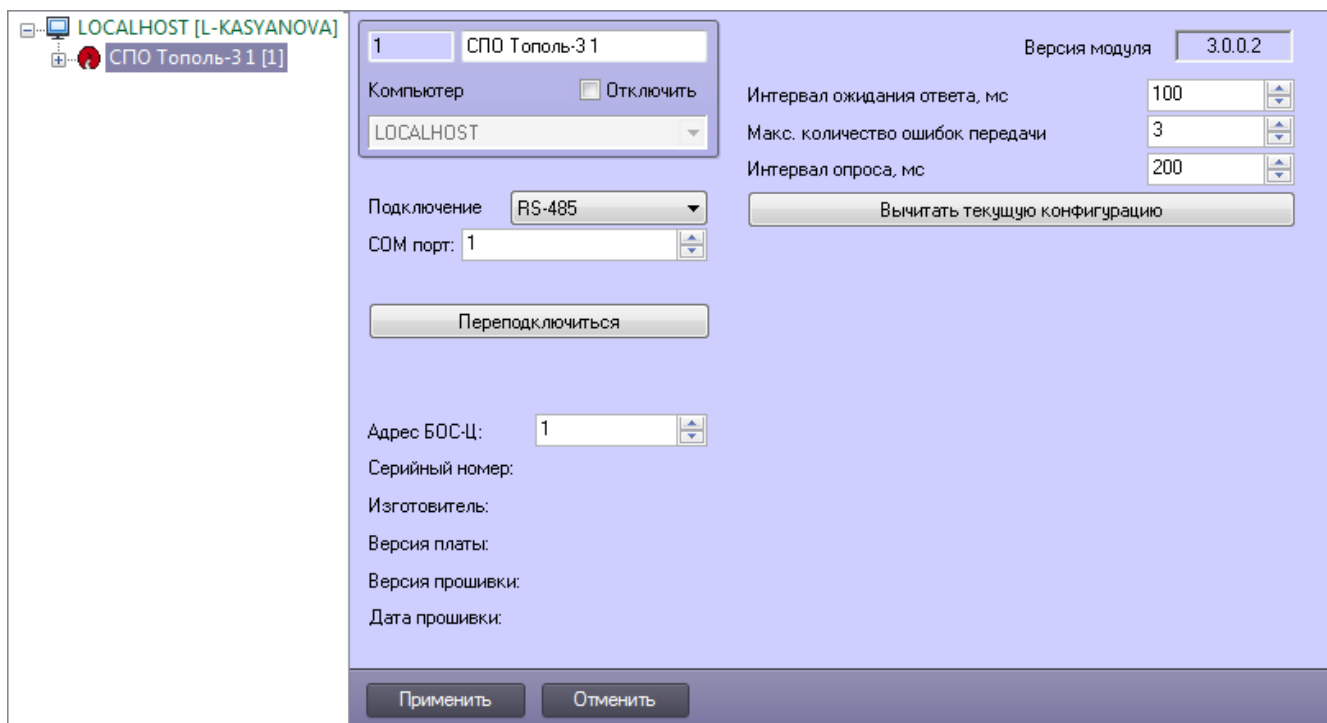 LOCALHOST [L-KASYANOVA]
СПО Тополь-3 1 [1]
1
СПО Тополь-3 1
Компьютер
Отключить
LOCALHOST
Подключение
RS-485
COM порт:
1
Переподключиться
Адрес БОС-Ц:
1
Серийный номер:
Изготовитель:
Версия платы:
Версия прошивки:
Дата прошивки:
Версия модуля
3.0.0.2
Интервал ожидания ответа, мс
100
Макс. количество ошибок передачи
3
Интервал опроса, мс
200
Вычитать текущую конфигурацию
Применить
Отменить